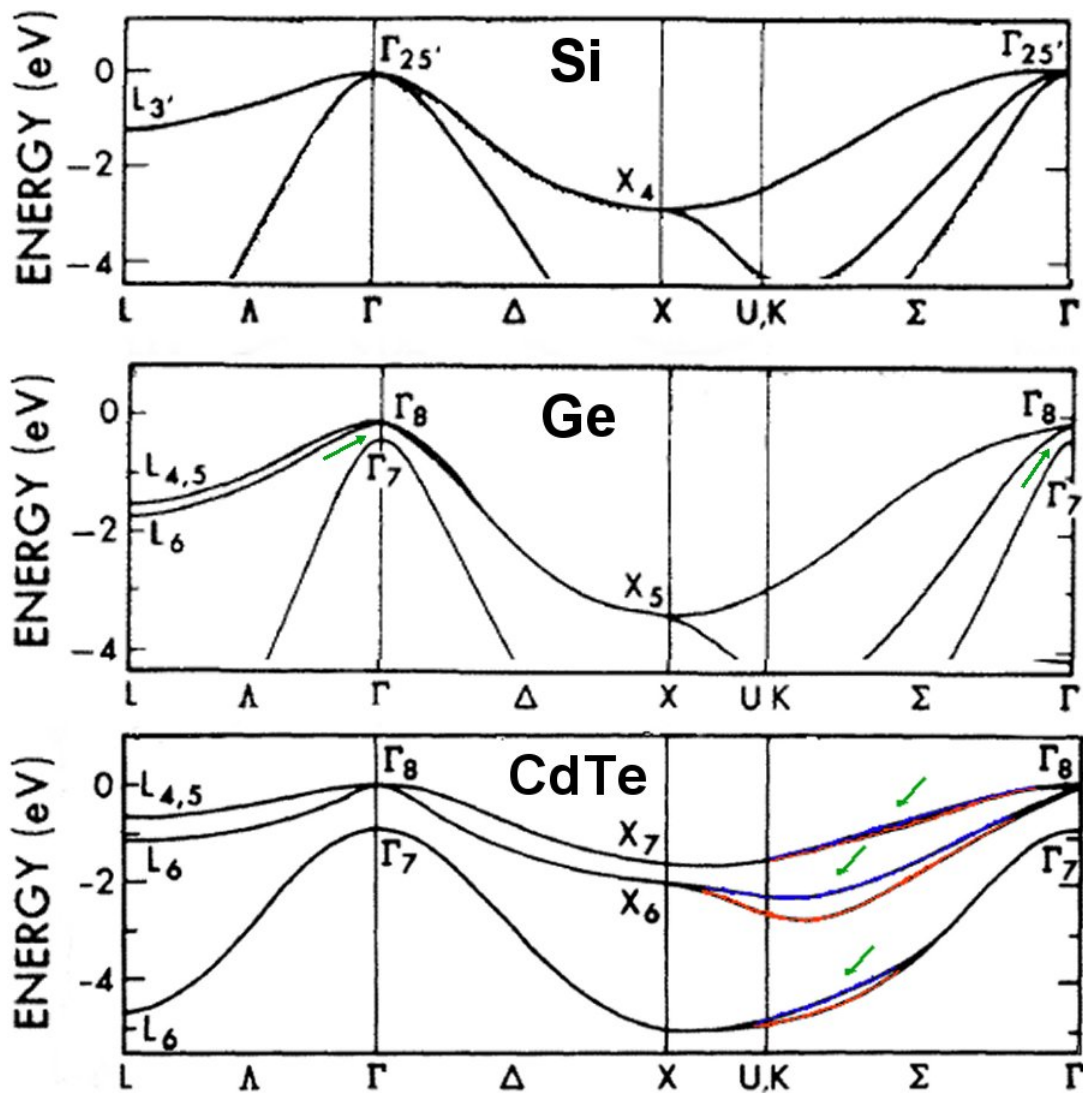 ENERGY (eV)
Si
Γ25'
Γ25'
0
L3'
−2
X4
−4
L Λ Γ Δ X U,K Σ Γ
ENERGY (eV)
Ge
0
Γ8
Γ8
L4,5
Γ7
Γ7
−2
L6
X5
−4
L Λ Γ Δ X U K Σ Γ
ENERGY (eV)
CdTe
Γ8
Γ8
0
L4,5
X7
L6
Γ7
Γ7
-2
X6
-4
L6
L Λ Γ Δ X U,K Σ Γ